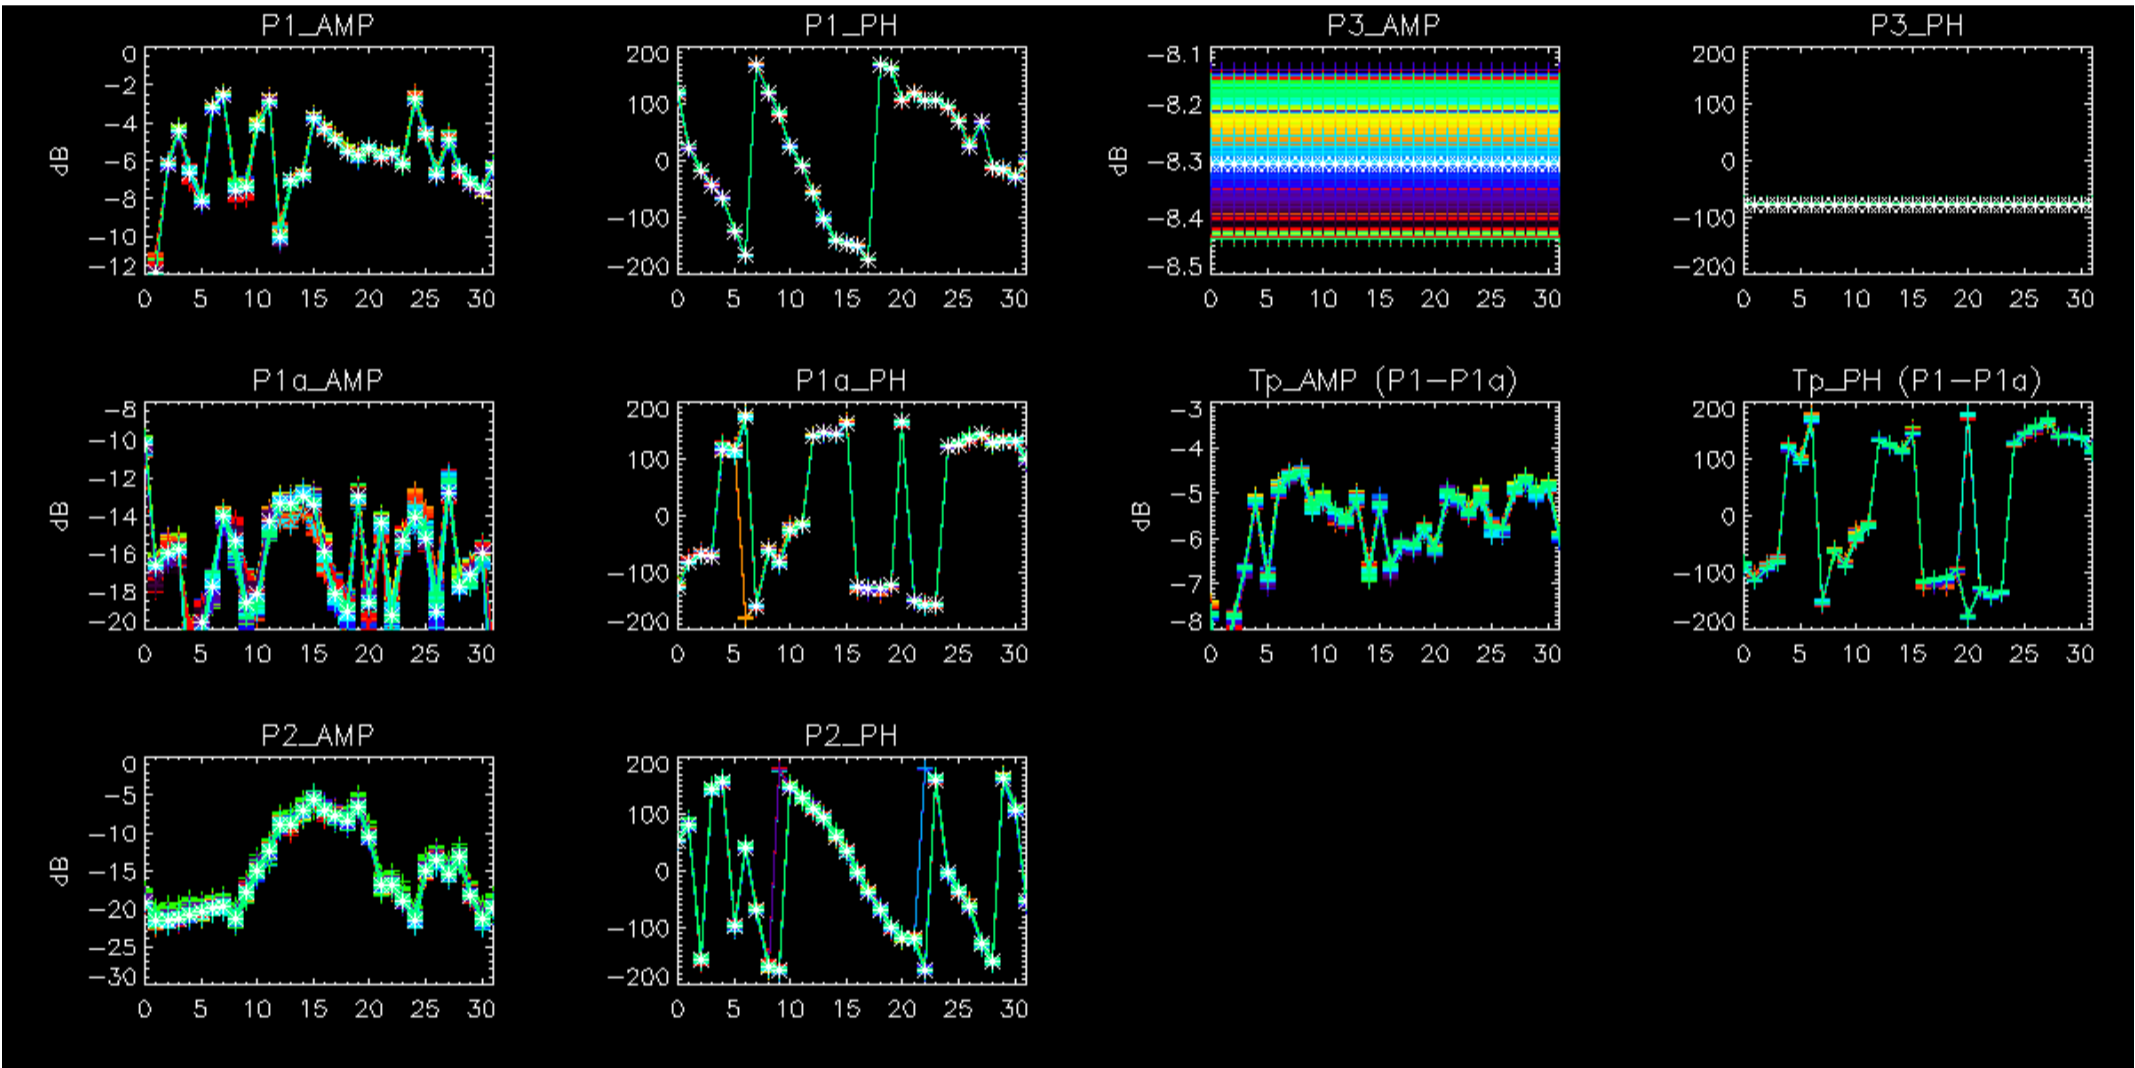 P1_AMP P1_PH P3_AMP P3_PH
0 200 -8.1 200
-2
100 -8.2 100
-4
dB -6 0 dB -8.3 0
-8
-100 -8.4 -100
-10
-12 -200 -8.5 -200
0 5 10 15 20 25 30 0 5 10 15 20 25 30 0 5 10 15 20 25 30 0 5 10 15 20 25 30
P1a_AMP P1a_PH Tp_AMP (P1-P1a) Tp_PH (P1-P1a)
-8 200 -3 200
-10
100 -4 100
-12
dB -14 0 dB -5 0
-16 -6
-100 -7 -100
-18
-20 -200 -8 -200
0 5 10 15 20 25 30 0 5 10 15 20 25 30 0 5 10 15 20 25 30 0 5 10 15 20 25 30
P2_AMP P2_PH
0 200
-5
100
-10
dB -15 0
-20
-100
-25
-30 -200
0 5 10 15 20 25 30 0 5 10 15 20 25 30